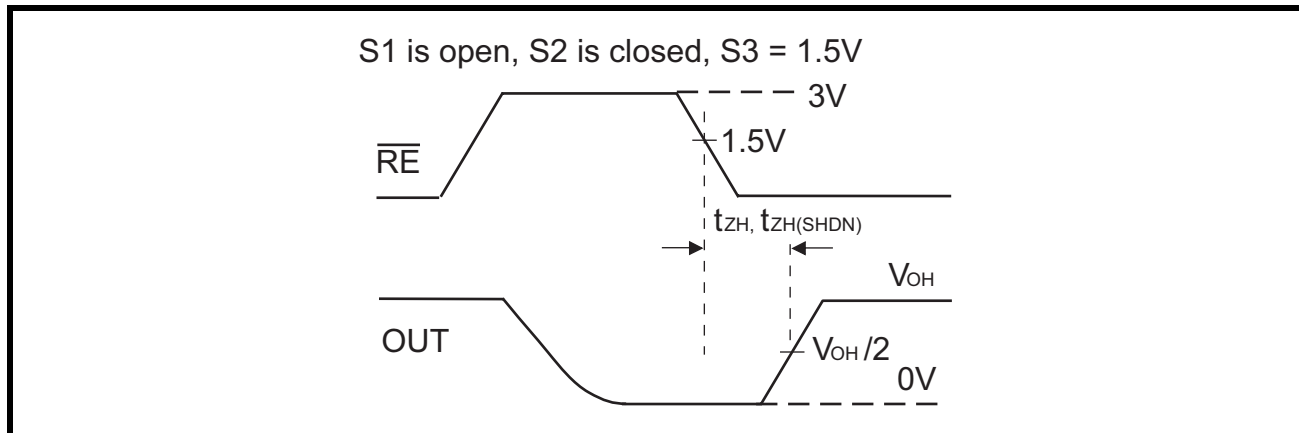 S1 is open, S2 is closed, S3 = 1.5V
3V
1.5V
R̅E̅
tZH, tZH(SHDN)
VOH
OUT
VOH /2
0V